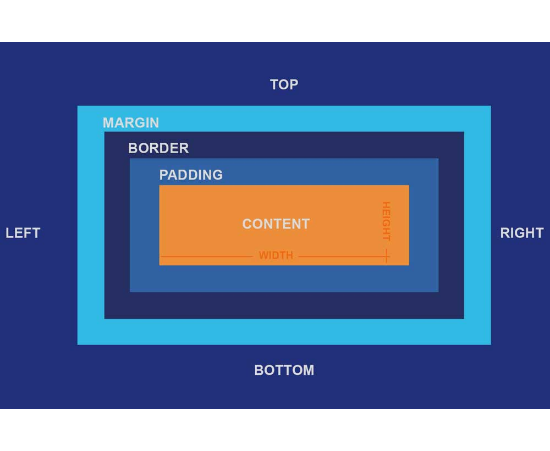 TOP
MARGIN
BORDER
PADDING
CONTENT
HEIGHT
WIDTH
LEFT
RIGHT
BOTTOM